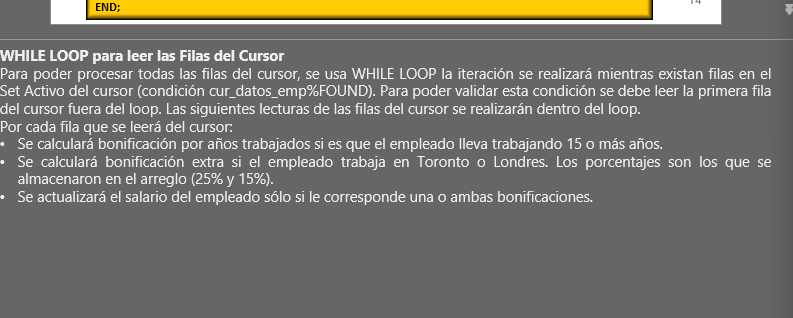 END;
14
WHILE LOOP para leer las Filas del Cursor
Para poder procesar todas las filas del cursor, se usa WHILE LOOP la iteración se realizará mientras existan filas en el
Set Activo del cursor (condición cur_datos_emp%FOUND). Para poder validar esta condición se debe leer la primera fila
del cursor fuera del loop. Las siguientes lecturas de las filas del cursor se realizarán dentro del loop.
Por cada fila que se leerá del cursor:
• Se calculará bonificación por años trabajados si es que el empleado lleva trabajando 15 o más años.
• Se calculará bonificación extra si el empleado trabaja en Toronto o Londres. Los porcentajes son los que se
almacenaron en el arreglo (25% y 15%).
• Se actualizará el salario del empleado sólo si le corresponde una o ambas bonificaciones.